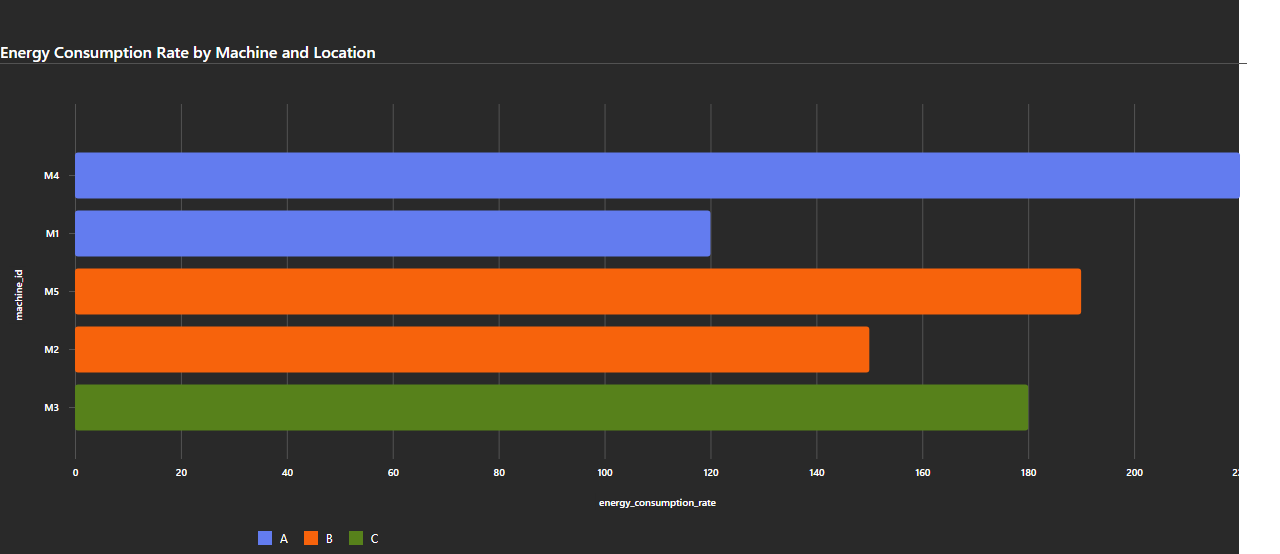 Energy Consumption Rate by Machine and Location
M4
M1
M5
M2
M3
machine_id
0 20 40 60 80 100 120 140 160 180 200
energy_consumption_rate
A B C